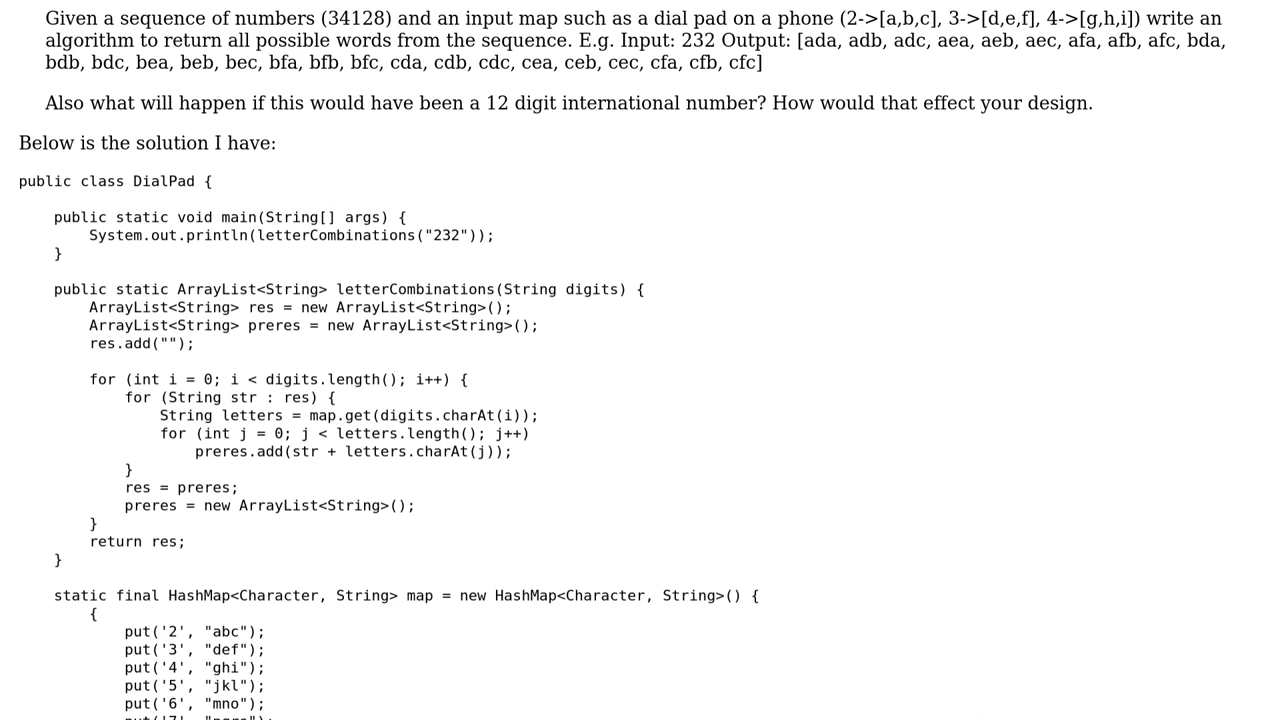 Given a sequence of numbers (34128) and an input map such as a dial pad on a phone (2->[a,b,c], 3->[d,e,f], 4->[g,h,i]) write an
algorithm to return all possible words from the sequence. E.g. Input: 232 Output: [ada, adb, adc, aea, aeb, aec, afa, afb, afc, bda,
bdb, bdc, bea, beb, bec, bfa, bfb, bfc, cda, cdb, cdc, cea, ceb, cec, cfa, cfb, cfc]
Also what will happen if this would have been a 12 digit international number? How would that effect your design.
Below is the solution I have:
public class DialPad {
    public static void main(String[] args) {
        System.out.println(letterCombinations("232"));
    }
    public static ArrayList<String> letterCombinations(String digits) {
        ArrayList<String> res = new ArrayList<String>();
        ArrayList<String> preres = new ArrayList<String>();
        res.add("");
        for (int i = 0; i < digits.length(); i++) {
            for (String str : res) {
                String letters = map.get(digits.charAt(i));
                for (int j = 0; j < letters.length(); j++)
                    preres.add(str + letters.charAt(j));
            }
            res = preres;
            preres = new ArrayList<String>();
        }
        return res;
    }
    static final HashMap<Character, String> map = new HashMap<Character, String>() {
        {
            put('2', "abc");
            put('3', "def");
            put('4', "ghi");
            put('5', "jkl");
            put('6', "mno");